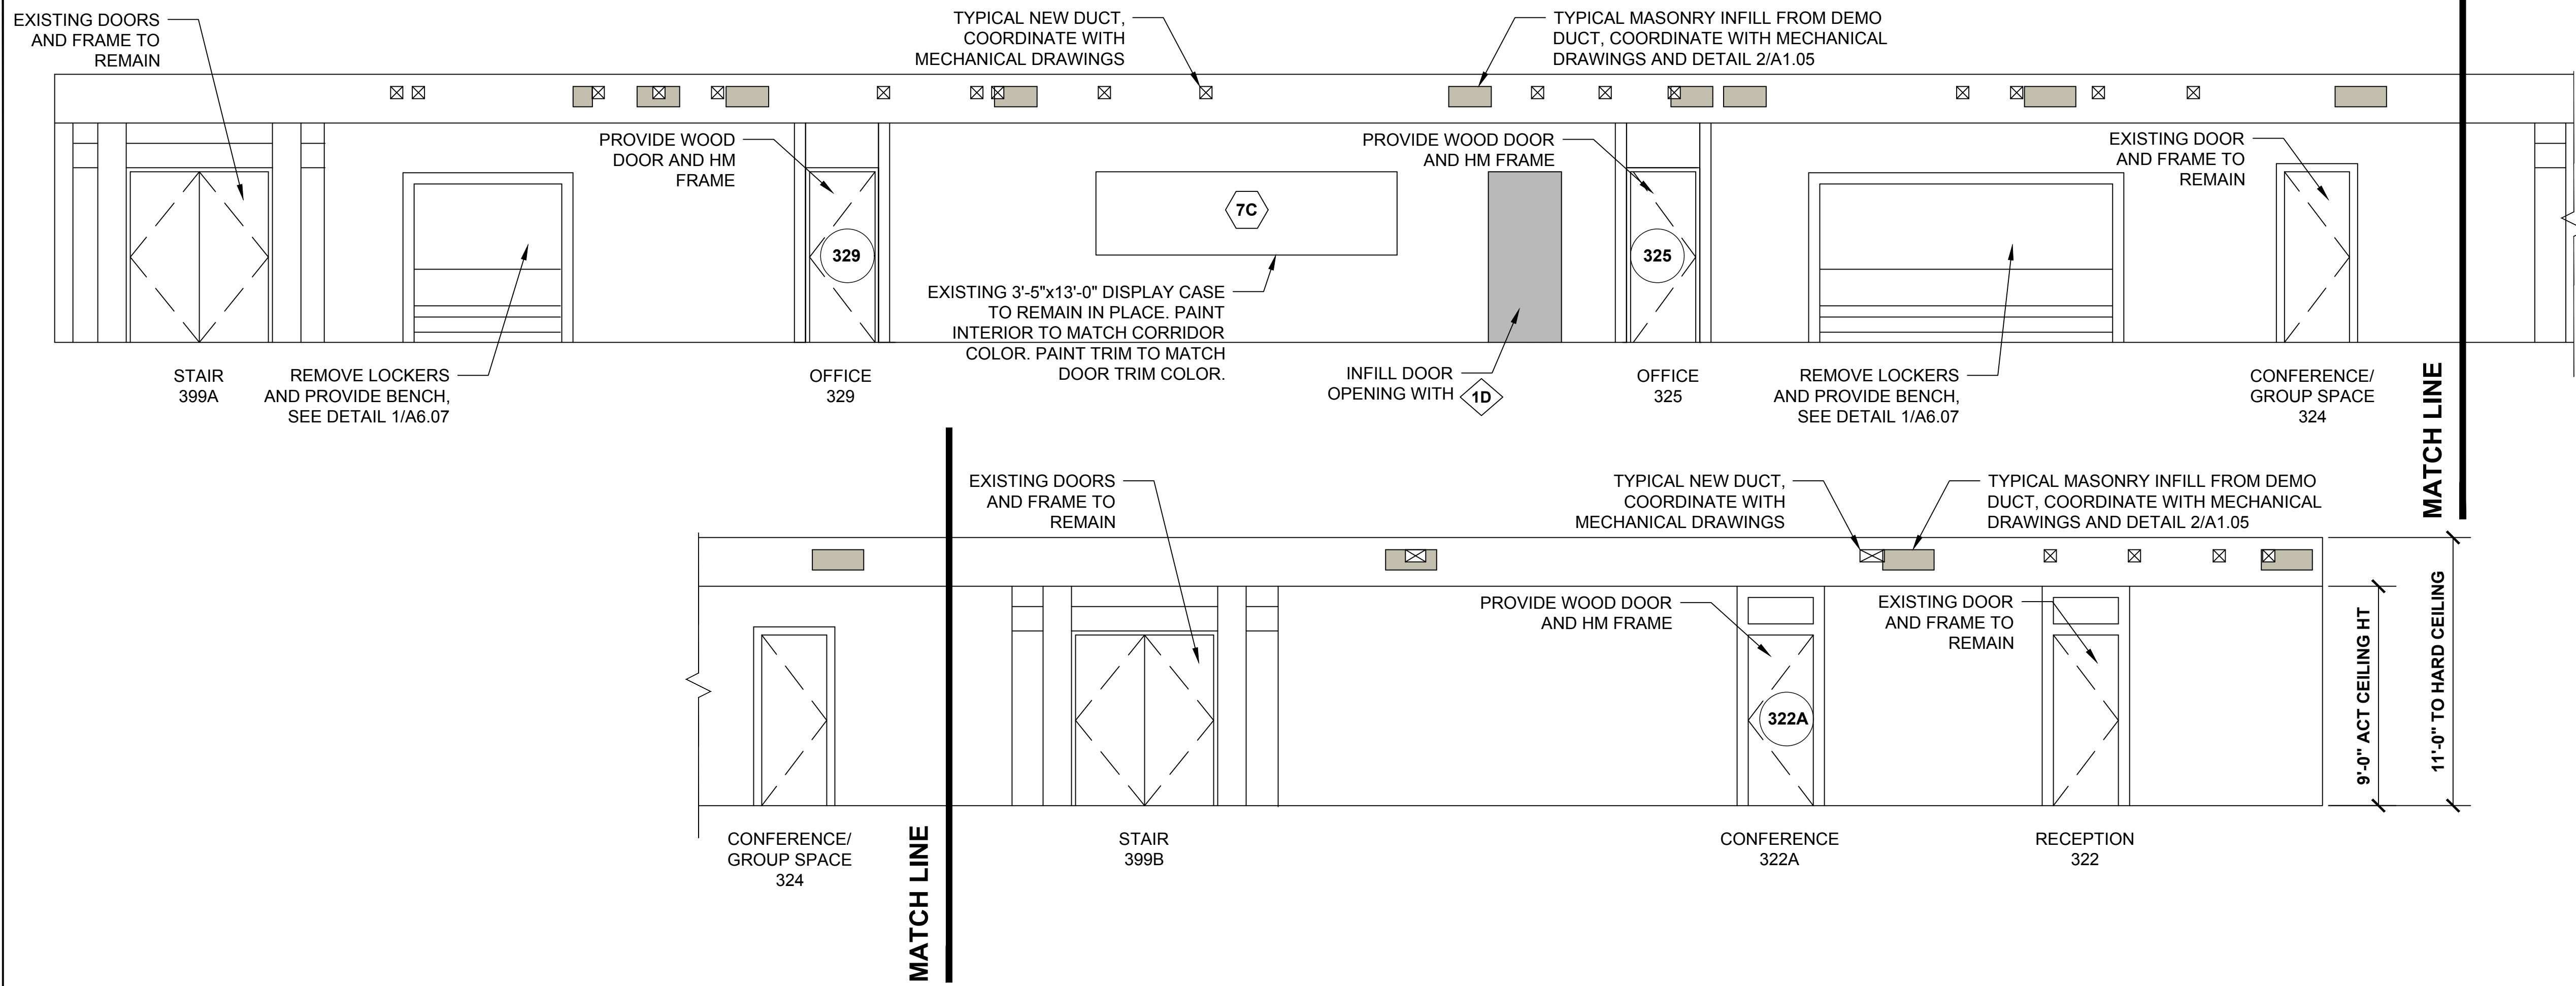 EXISTING DOORS
AND FRAME TO
REMAIN
TYPICAL NEW DUCT,
COORDINATE WITH
MECHANICAL DRAWINGS
TYPICAL MASONRY INFILL FROM DEMO
DUCT, COORDINATE WITH MECHANICAL
DRAWINGS AND DETAIL 2/A1.05
PROVIDE WOOD
DOOR AND HM
FRAME
PROVIDE WOOD DOOR
AND HM FRAME
EXISTING DOOR
AND FRAME TO
REMAIN
7C
329
325
EXISTING 3'-5"x13'-0" DISPLAY CASE
TO REMAIN IN PLACE. PAINT
INTERIOR TO MATCH CORRIDOR
COLOR. PAINT TRIM TO MATCH
DOOR TRIM COLOR.
INFILL DOOR
OPENING WITH
1D
STAIR
399A
REMOVE LOCKERS
AND PROVIDE BENCH,
SEE DETAIL 1/A6.07
OFFICE
329
OFFICE
325
REMOVE LOCKERS
AND PROVIDE BENCH,
SEE DETAIL 1/A6.07
CONFERENCE/
GROUP SPACE
324
MATCH LINE
EXISTING DOORS
AND FRAME TO
REMAIN
TYPICAL NEW DUCT,
COORDINATE WITH
MECHANICAL DRAWINGS
TYPICAL MASONRY INFILL FROM DEMO
DUCT, COORDINATE WITH MECHANICAL
DRAWINGS AND DETAIL 2/A1.05
PROVIDE WOOD DOOR
AND HM FRAME
EXISTING DOOR
AND FRAME TO
REMAIN
322A
9'-0" ACT CEILING HT
11'-0" TO HARD CEILING
CONFERENCE/
GROUP SPACE
324
MATCH LINE
STAIR
399B
CONFERENCE
322A
RECEPTION
322